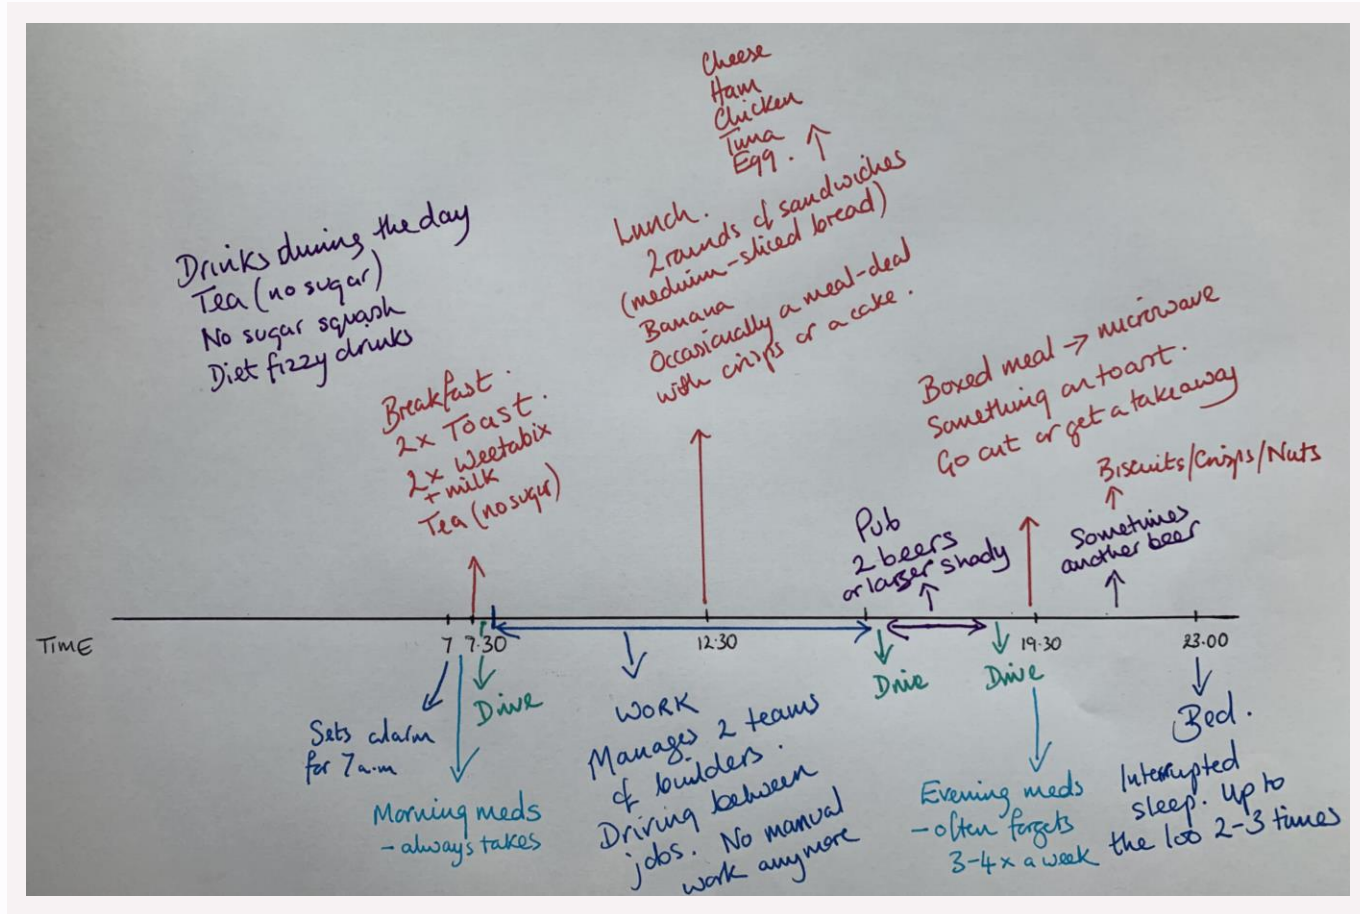 Cheese
Ham
Chicken
Tuna
Egg.
Lunch.
2 rounds of sandwiches
(medium-sliced bread)
Banana
Occasionally a meal-deal
with crisps or a cake.
Drinks during the day
Tea (no sugar)
No sugar squash
Diet fizzy drinks
Breakfast.
2x Toast.
2x Weetabix
+ milk
Tea (no sugar)
Boxed meal → microwave
Something on toast.
Go out or get a takeaway
Biscuits/Crisps/Nuts
Pub
2 beers
or larger shady
Sometimes
another beer
TIME
7 7.30 12.30 19.30 23.00
Drive
Drive
Drive
Sets alarm
for 7a.m
Morning meds
- always takes
WORK
Manages 2 teams
of builders.
Driving between
jobs. No manual
work anymore
Evening meds
- often forgets
3-4x a week
Bed.
Interrupted
sleep. Up to
the loo 2-3 times